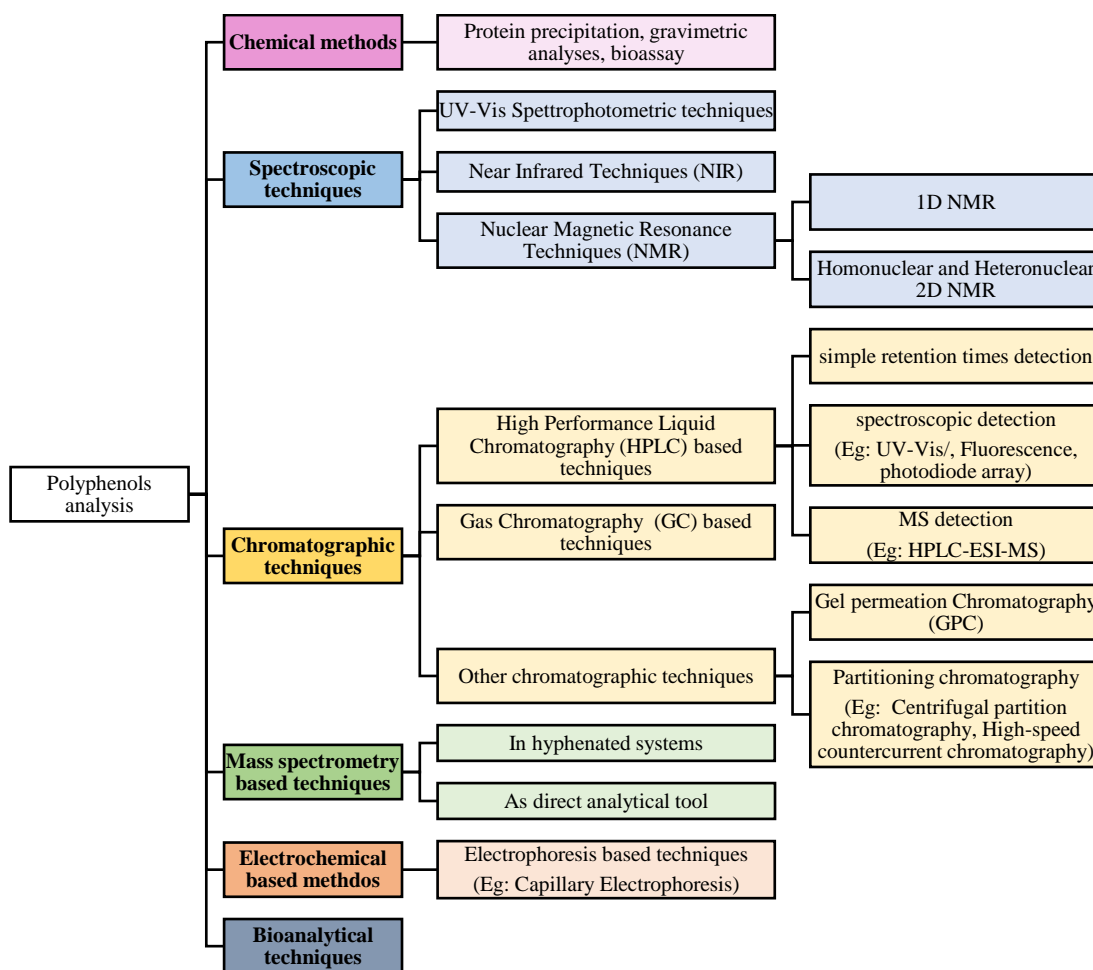 Polyphenols
analysis
Chemical methods
Protein precipitation, gravimetric
analyses, bioassay
Spectroscopic
techniques
UV-Vis Spettrophotometric techniques
Near Infrared Techniques (NIR)
Nuclear Magnetic Resonance
Techniques (NMR)
1D NMR
Homonuclear and Heteronuclear
2D NMR
Chromatographic
techniques
High Performance Liquid
Chromatography (HPLC) based
techniques
simple retention times detection
spectroscopic detection
(Eg: UV-Vis/, Fluorescence,
photodiode array)
MS detection
(Eg: HPLC-ESI-MS)
Gas Chromatography (GC) based
techniques
Other chromatographic techniques
Gel permeation Chromatography
(GPC)
Partitioning chromatography
(Eg: Centrifugal partition
chromatography, High-speed
countercurrent chromatography)
Mass spectrometry
based techniques
In hyphenated systems
As direct analytical tool
Electrochemical
based methdos
Electrophoresis based techniques
(Eg: Capillary Electrophoresis)
Bioanalytical
techniques